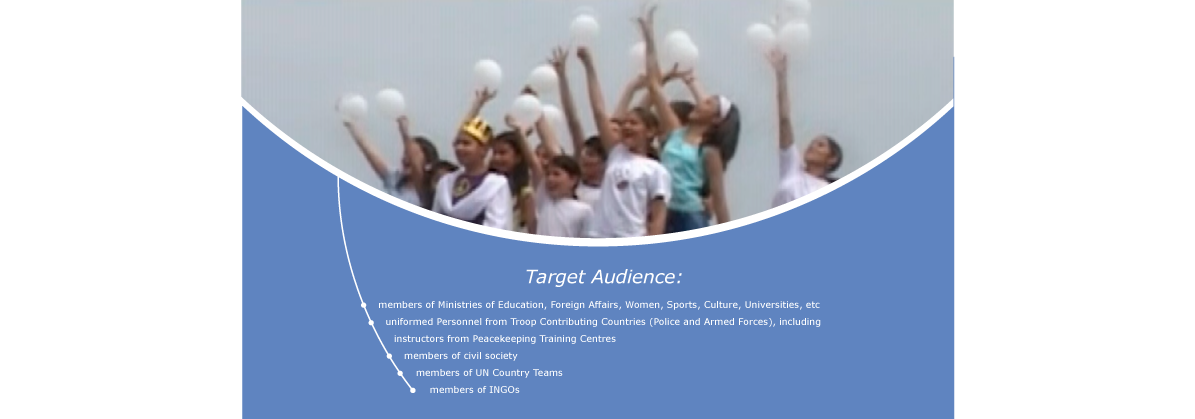 Target Audience:
members of Ministries of Education, Foreign Affairs, Women, Sports, Culture, Universities, etc
uniformed Personnel from Troop Contributing Countries (Police and Armed Forces), including
instructors from Peacekeeping Training Centres
members of civil society
members of UN Country Teams
members of INGOs